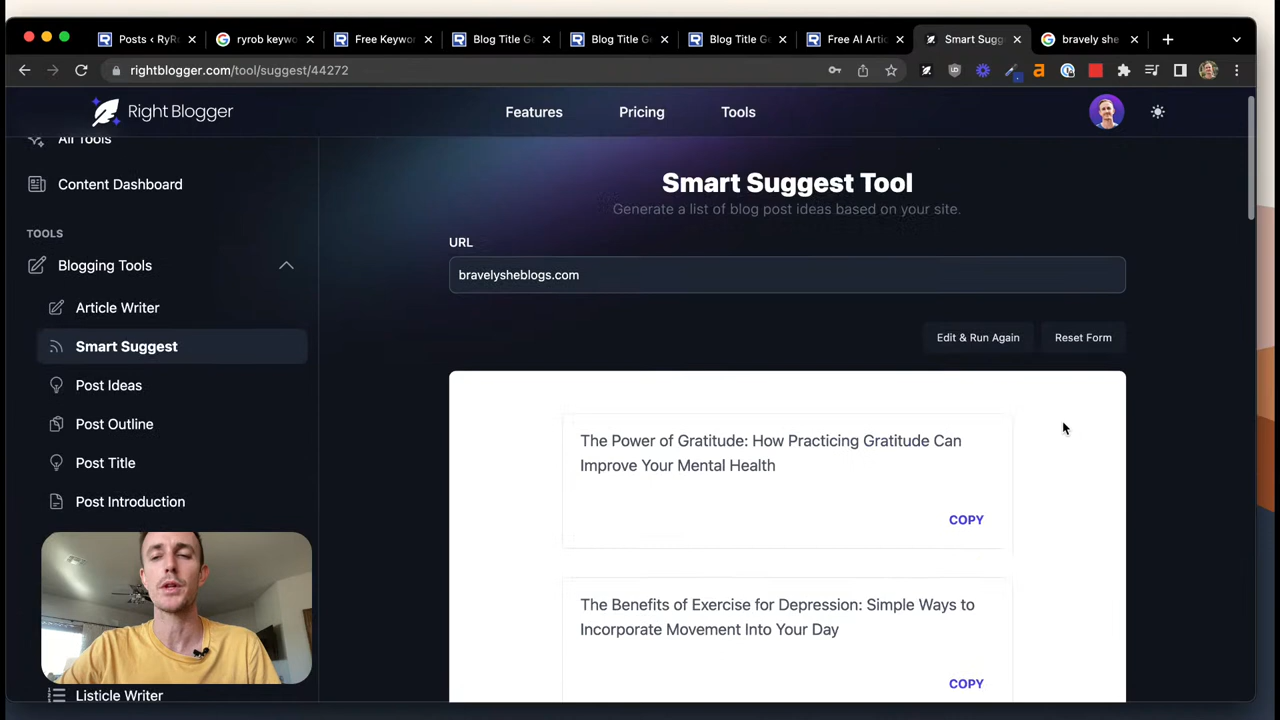 Posts ‹ RyR
ryrob keywo
Free Keywor
Blog Title Ge
Blog Title Ge
Blog Title Ge
Free AI Artic
Smart Sugg
bravely she
rightblogger.com/tool/suggest/44272
Right Blogger
Features
Pricing
Tools
All Tools
Content Dashboard
TOOLS
Blogging Tools
Article Writer
Smart Suggest
Post Ideas
Post Outline
Post Title
Post Introduction
Listicle Writer
Smart Suggest Tool
Generate a list of blog post ideas based on your site.
URL
bravelysheblogs.com
Edit & Run Again
Reset Form
The Power of Gratitude: How Practicing Gratitude Can
Improve Your Mental Health
COPY
The Benefits of Exercise for Depression: Simple Ways to
Incorporate Movement Into Your Day
COPY